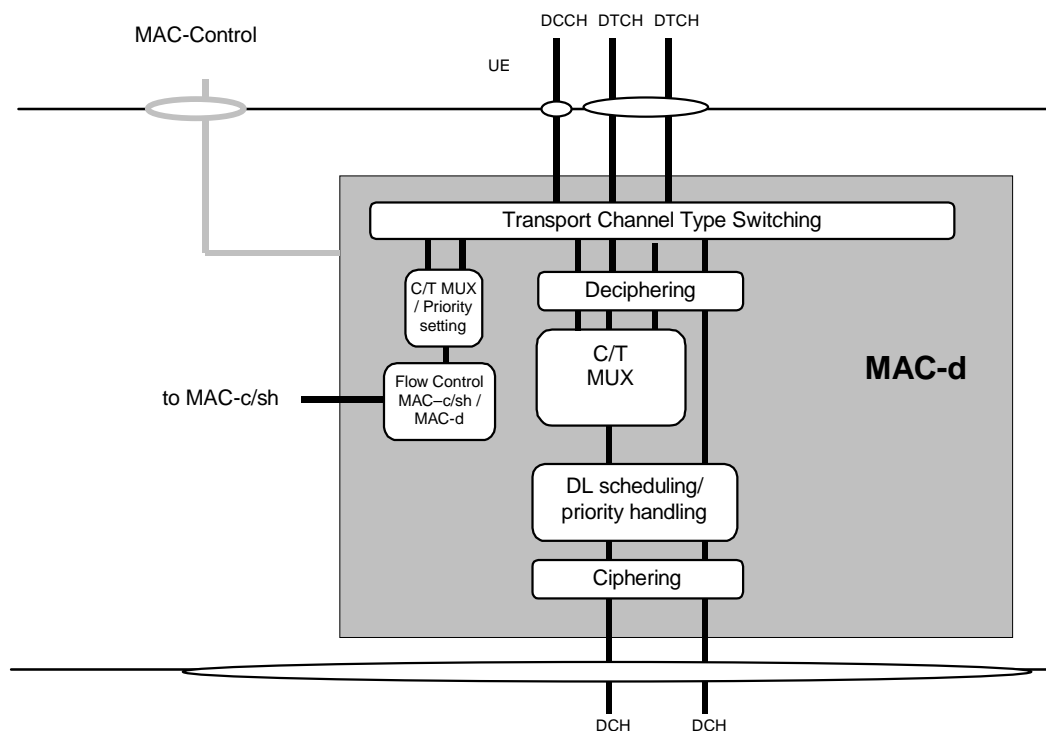 DCCH DTCH DTCH
MAC-Control
UE
Transport Channel Type Switching
C/T MUX
/ Priority
setting
Deciphering
C/T
MUX
MAC-d
Flow Control
MAC–c/sh /
MAC-d
to MAC-c/sh
DL scheduling/
priority handling
Ciphering
DCH DCH